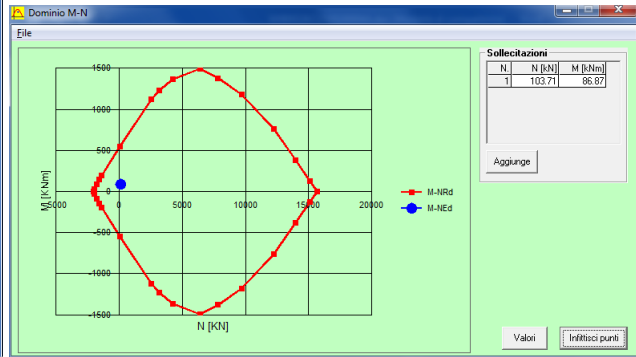 Dominio M-N
File
1500
1000
500
0
-500
-1000
-1500
M [KNm]
5000
0
5000
10000
15000
20000
N [KN]
M-NRd
M-NEd
Sollecitazioni
N. N [kN] M [kNm]
1 103.71 86.87
Aggiunge
Valori
Infittisci punti